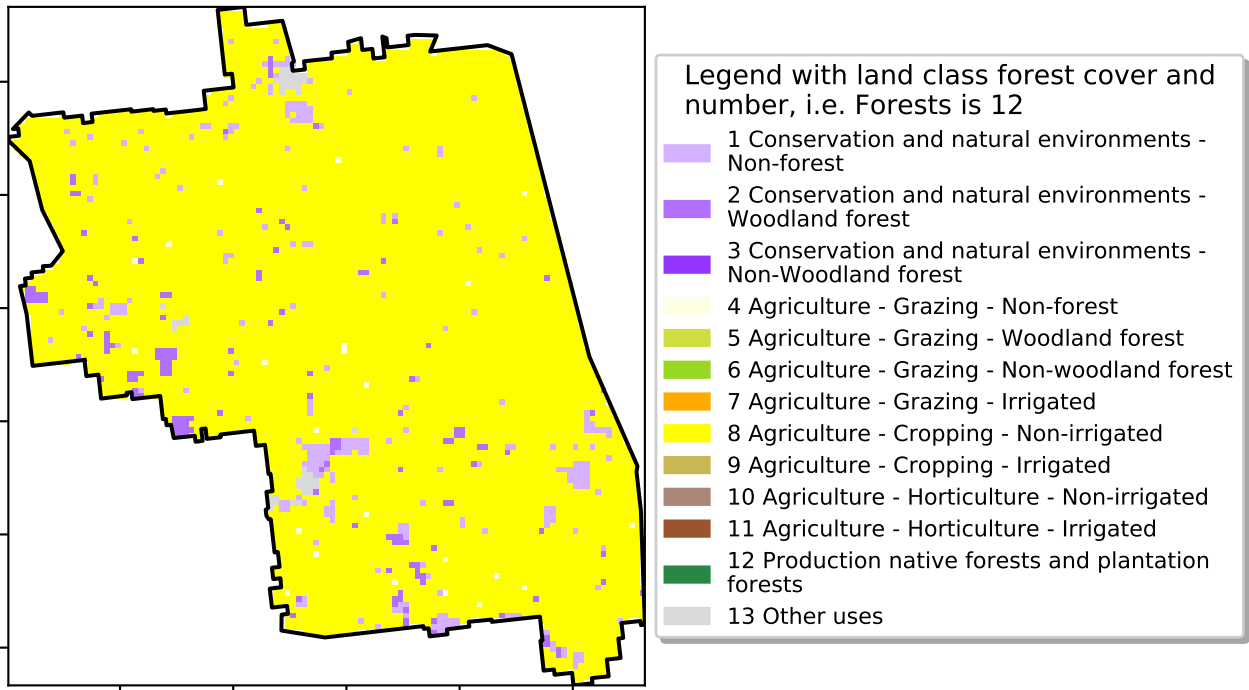 Legend with land class forest cover and
number, i.e. Forests is 12
1 Conservation and natural environments -
Non-forest
2 Conservation and natural environments -
Woodland forest
3 Conservation and natural environments -
Non-Woodland forest
4 Agriculture - Grazing - Non-forest
5 Agriculture - Grazing - Woodland forest
6 Agriculture - Grazing - Non-woodland forest
7 Agriculture - Grazing - Irrigated
8 Agriculture - Cropping - Non-irrigated
9 Agriculture - Cropping - Irrigated
10 Agriculture - Horticulture - Non-irrigated
11 Agriculture - Horticulture - Irrigated
12 Production native forests and plantation
forests
13 Other uses